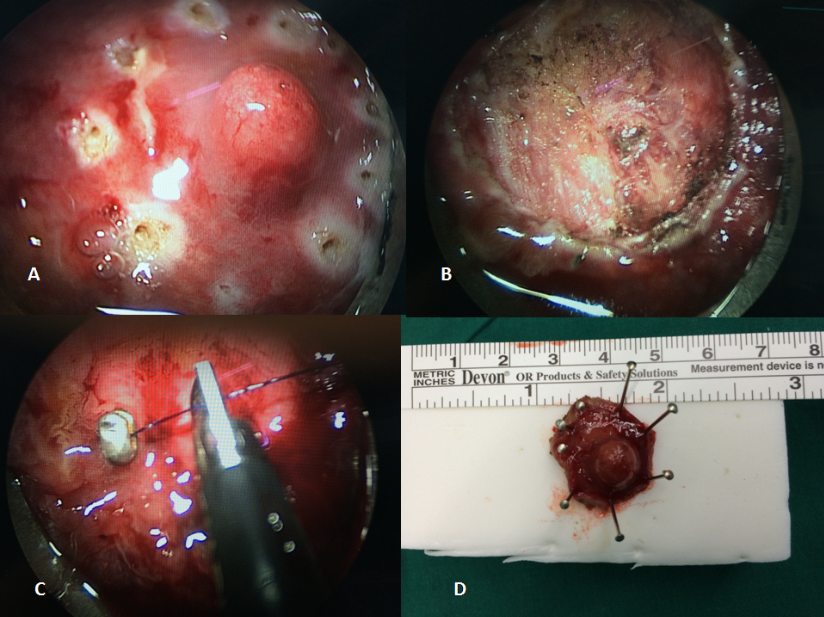 A
B
C
D
1 2 3 4 5 6 7 8
METRIC
INCHES Devon® OR Products & Safety Solutions Measurement device is n
1 2 3